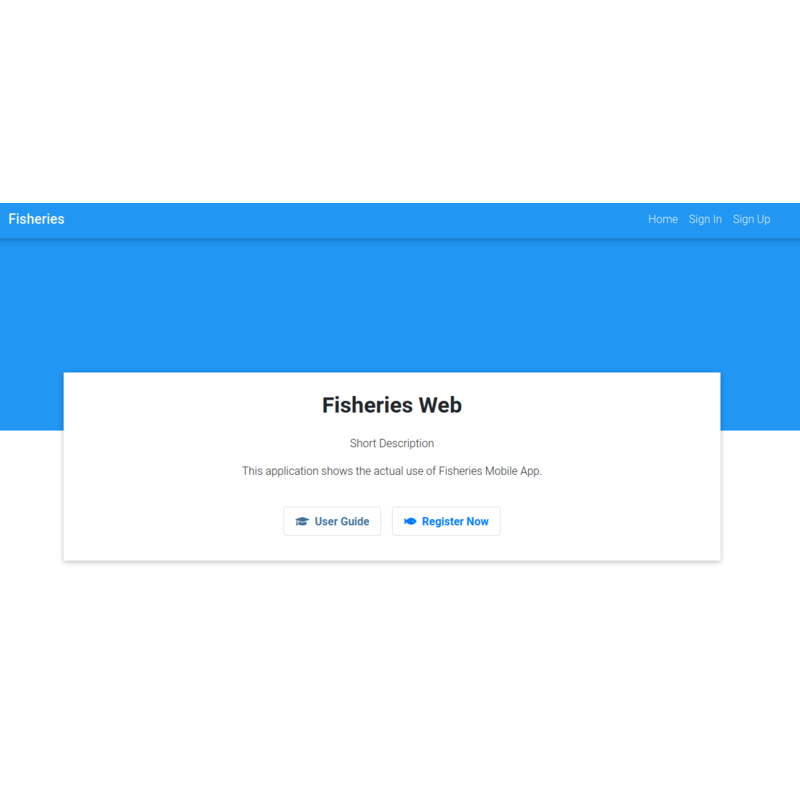 Fisheries
Home Sign In Sign Up
Fisheries Web
Short Description
This application shows the actual use of Fisheries Mobile App.
User Guide
Register Now